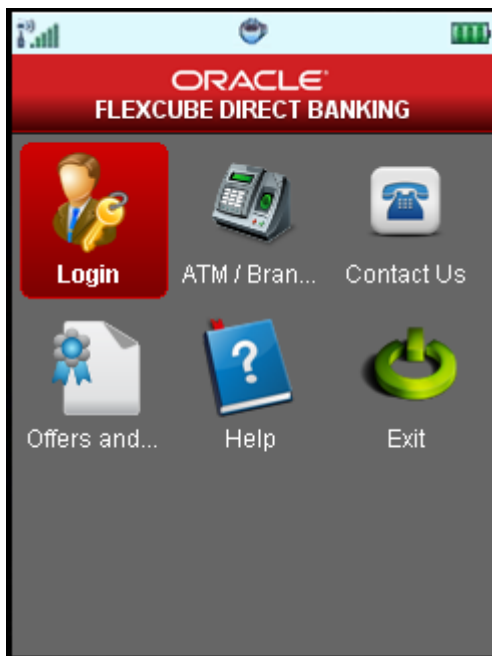 ORACLE
FLEXCUBE DIRECT BANKING
Login
ATM / Bran...
Contact Us
Offers and...
Help
Exit